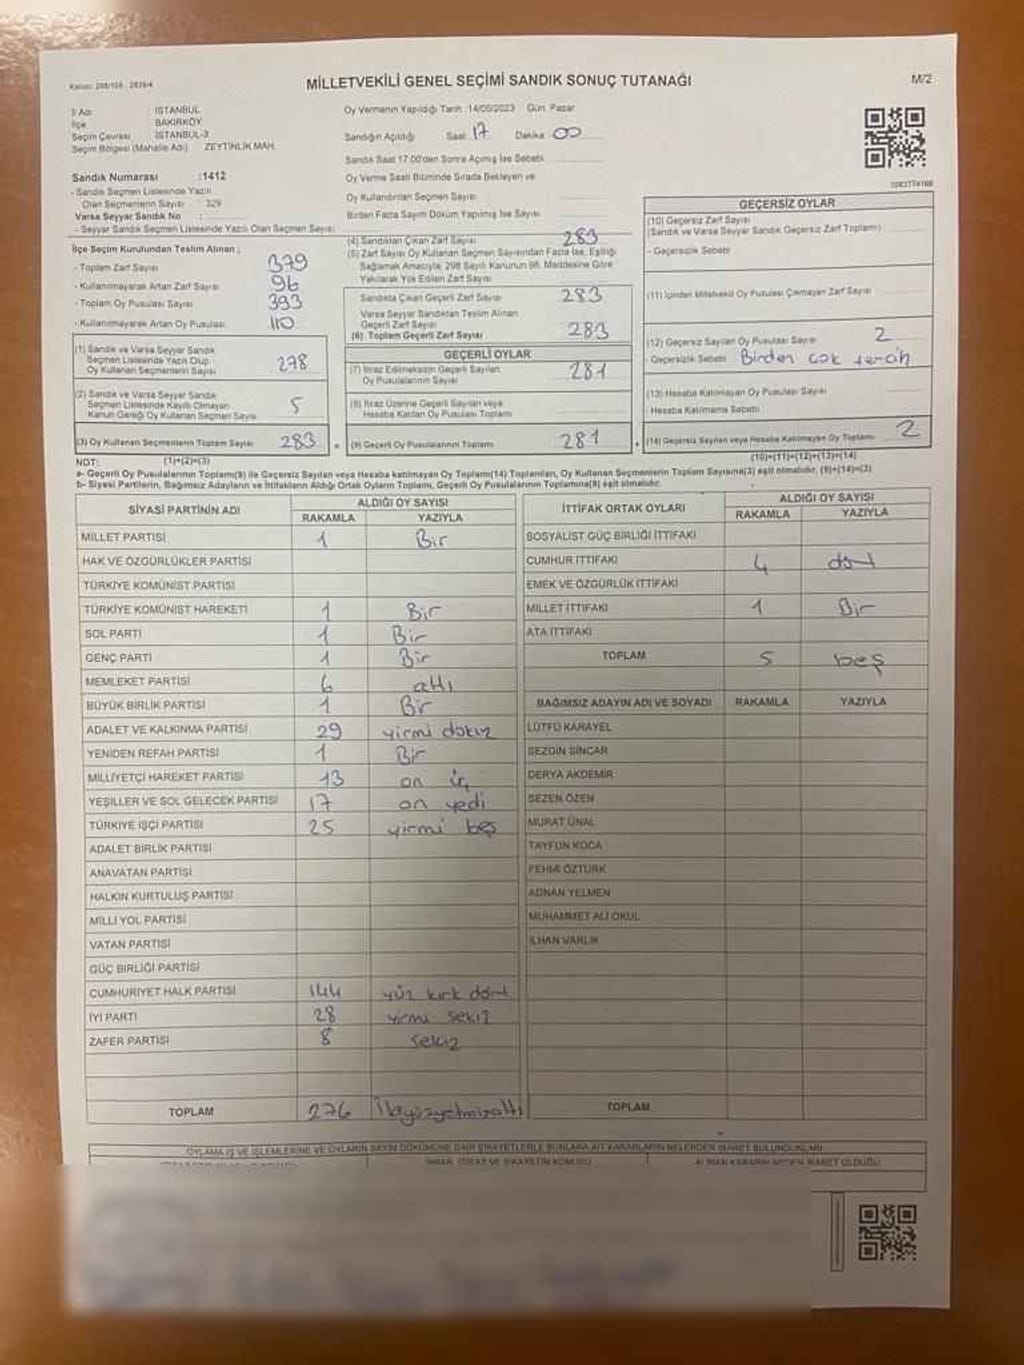 Kanun: 298/105 2839/4
MİLLETVEKİLİ GENEL SEÇİMİ SANDIK SONUÇ TUTANAĞI
M/2
İl Adı : İSTANBUL
İlçe : BAKIRKÖY
Seçim Çevresi : İSTANBUL-3
Seçim Bölgesi (Mahalle Adı) ZEYTİNLİK MAH.
Sandık Numarası :1412
- Sandık Seçmen Listesinde Yazılı
Olan Seçmenlerin Sayısı : 329
Varsa Seyyar Sandık No :
- Seyyar Sandık Seçmen Listesinde Yazılı Olan Seçmen Sayısı
Oy Vermenin Yapıldığı Tarih :14/05/2023 Gün: Pazar
Sandığın Açıldığı Saat 17 Dakika 00
Sandık Saat 17.00'den Sonra Açılmış İse Sebebi
Oy Verme Saati Bitiminde Sırada Bekleyen ve
Oy Kullandırılan Seçmen Sayısı
Birden Fazla Sayım Döküm Yapılmış İse Sayısı
İlçe Seçim Kurulundan Teslim Alınan ;
- Toplam Zarf Sayısı 379
- Kullanılmayarak Artan Zarf Sayısı 96
- Toplam Oy Pusulası Sayısı 393
- Kullanılmayarak Artan Oy Pusulası 110
(1) Sandık ve Varsa Seyyar Sandık
Seçmen Listesinde Yazılı Olup
Oy Kullanan Seçmenlerin Sayısı 278
(2) Sandık ve Varsa Seyyar Sandık
Seçmen Listesinde Kayıtlı Olmayan
Kanun Gereği Oy Kullanan Seçmen Sayısı 5
(3) Oy Kullanan Seçmenlerin Toplam Sayısı 283 =
(1)+(2)=(3)
(4) Sandıktan Çıkan Zarf Sayısı 283
(5) Zarf Sayısı Oy Kullanan Seçmen Sayısından Fazla İse, Eşitliği
Sağlamak Amacıyla, 298 Sayılı Kanunun 98. Maddesine Göre
Yakılarak Yok Edilen Zarf Sayısı
Sandıkta Çıkan Geçerli Zarf Sayısı 283
Varsa Seyyar Sandıktan Teslim Alınan
Geçerli Zarf Sayısı
(6) Toplam Geçerli Zarf Sayısı 283
GEÇERLİ OYLAR
(7) İtiraz Edilmeksizin Geçerli Sayılan
Oy Pusulalarının Sayısı 281
(8) İtiraz Üzerine Geçerli Sayılan veya
Hesaba Katılan Oy Pusulası Toplamı
(9) Geçerli Oy Pusulalarının Toplamı 281 +
GEÇERSİZ OYLAR
(10) Geçersiz Zarf Sayısı
(Sandık ve Varsa Seyyar Sandık Geçersiz Zarf Toplamı)
- Geçersizlik Sebebi
(11) İçinden Milletvekili Oy Pusulası Çıkmayan Zarf Sayısı
(12) Geçersiz Sayılan Oy Pusulası Sayısı 2
- Geçersizlik Sebebi Birden çok tercih
(13) Hesaba Katılmayan Oy Pusulası Sayısı
- Hesaba Katılmama Sebebi
(14) Geçersiz Sayılan veya Hesaba Katılmayan Oy Toplamı 2
(10)+(11)+(12)+(13)=(14)
NOT:
a- Geçerli Oy Pusulalarının Toplamı(9) ile Geçersiz Sayılan veya Hesaba katılmayan Oy Toplamı(14) Toplamları, Oy Kullanan Seçmenlerin Toplam Sayısına(3) eşit olmalıdır. (9)+(14)=(3)
b- Siyasi Partilerin, Bağımsız Adayların ve İttifakların Aldığı Ortak Oyların Toplamı, Geçerli Oy Pusulalarının Toplamına(9) eşit olmalıdır.
SİYASİ PARTİNİN ADI ALDIĞI OY SAYISI
RAKAMLA YAZIYLA
MİLLET PARTİSİ 1 Bir
HAK VE ÖZGÜRLÜKLER PARTİSİ
TÜRKİYE KOMÜNİST PARTİSİ
TÜRKİYE KOMÜNİST HAREKETİ 1 Bir
SOL PARTİ 1 Bir
GENÇ PARTİ 1 Bir
MEMLEKET PARTİSİ 6 altı
BÜYÜK BİRLİK PARTİSİ 1 Bir
ADALET VE KALKINMA PARTİSİ 29 yirmi dokuz
YENİDEN REFAH PARTİSİ 1 Bir
MİLLİYETÇİ HAREKET PARTİSİ 13 on üç
YEŞİLLER VE SOL GELECEK PARTİSİ 17 on yedi
TÜRKİYE İŞÇİ PARTİSİ 25 yirmi beş
ADALET BİRLİK PARTİSİ
ANAVATAN PARTİSİ
HALKIN KURTULUŞ PARTİSİ
MİLLİ YOL PARTİSİ
VATAN PARTİSİ
GÜÇ BİRLİĞİ PARTİSİ
CUMHURİYET HALK PARTİSİ 144 yüz kırk dört
İYİ PARTİ 28 yirmi sekiz
ZAFER PARTİSİ 8 sekiz
TOPLAM 276 İkiyüzyetmişaltı
İTTİFAK ORTAK OYLARI ALDIĞI OY SAYISI
RAKAMLA YAZIYLA
SOSYALİST GÜÇ BİRLİĞİ İTTİFAKI
CUMHUR İTTİFAKI 4 dört
EMEK VE ÖZGÜRLÜK İTTİFAKI
MİLLET İTTİFAKI 1 Bir
ATA İTTİFAKI
TOPLAM 5 beş
BAĞIMSIZ ADAYIN ADI VE SOYADI RAKAMLA YAZIYLA
LÜTFÜ KARAYEL
SEZGİN SİNCAR
DERYA AKDEMİR
SEZEN ÖZEN
MURAT ÜNAL
TAYFUN KOCA
FEHMİ ÖZTÜRK
ADNAN YELMEN
MUHAMMET ALİ OKUL
İLHAN VARLIK
TOPLAM
OYLAMA İŞ VE İŞLEMLERİNE VE OYLARIN SAYIM DÖKÜMÜNE DAİR ŞİKAYETLERLE BUNLARA AİT KARARLARIN NELERDEN İBARET BULUNDUKLARI